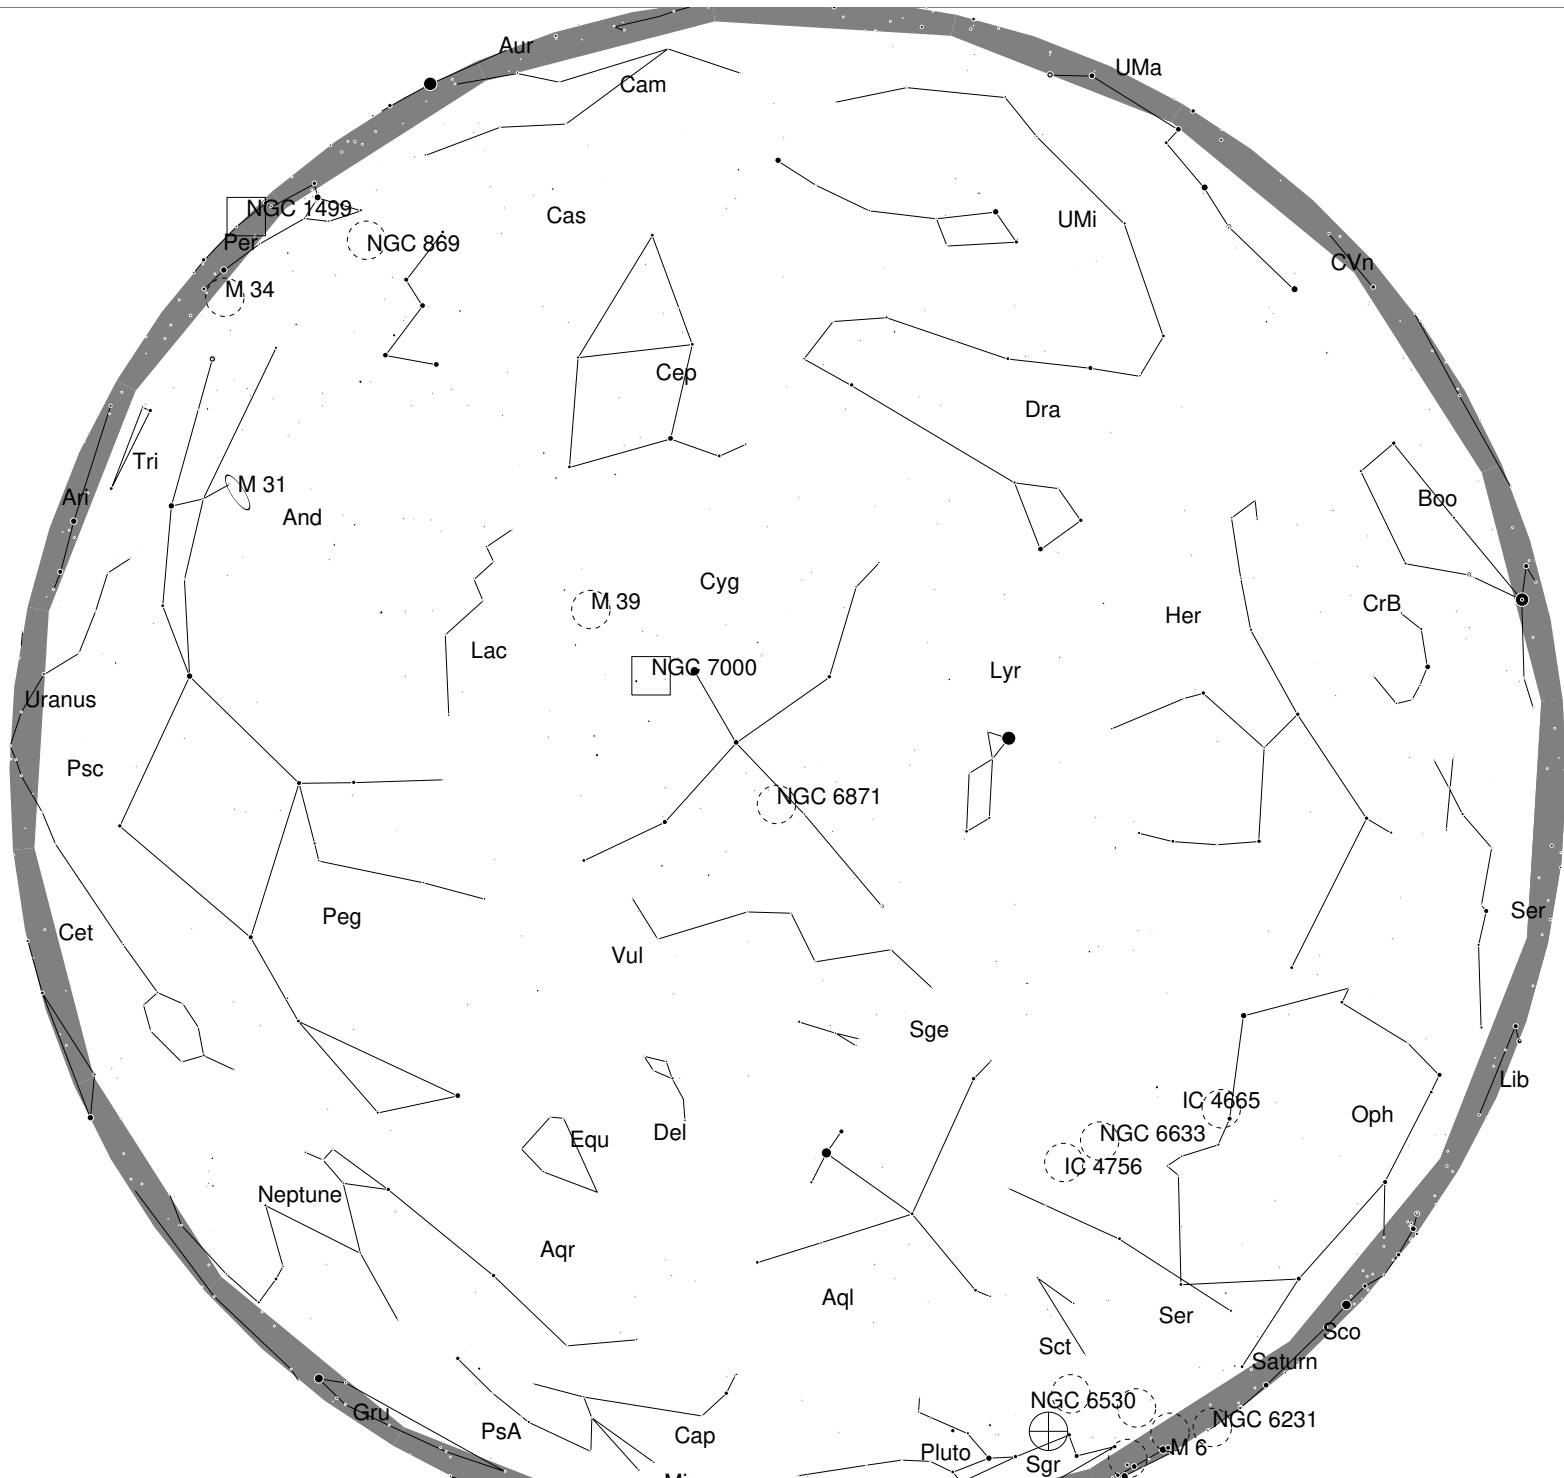 Aur
UMa
Cam
NGC 1499
Cas
UMi
Per
NGC 869
CVn
M 34
Cep
Dra
Tri
M 31
Ari
And
Boo
Cyg
M 39
CrB
Her
Lac
NGC 7000
Lyr
Uranus
Psc
NGC 6871
Peg
Ser
Cet
Vul
Sge
Lib
IC 4665
Oph
NGC 6633
Del
Equ
IC 4756
Neptune
Aqr
Aql
Ser
Sco
Sct
Saturn
NGC 6530
Gru
NGC 6231
PsA
Cap
M 6
Pluto
Sgr